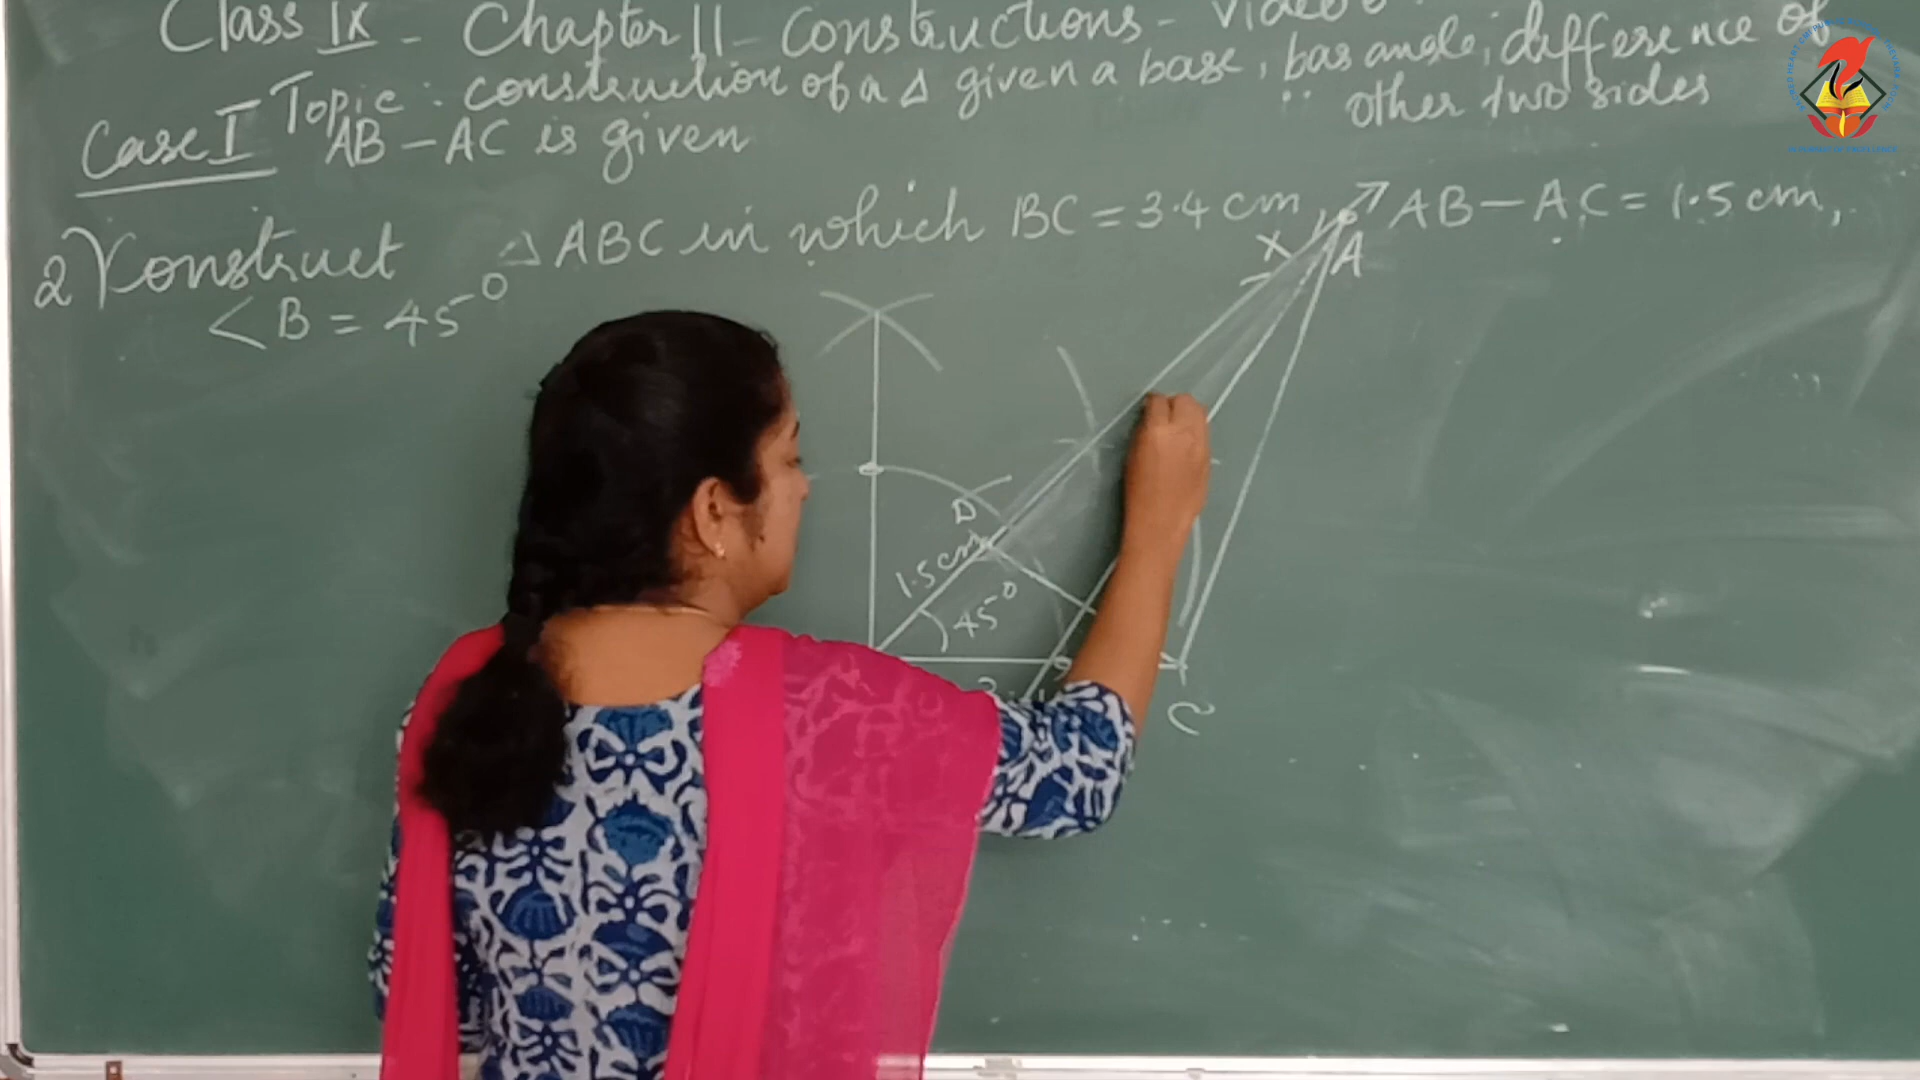 Class IX - Chapter 11 - Constructions - Video
Topic: construction of a Δ given a base, bas angle, difference of
other two sides
Case I AB - AC is given
2) Construct Δ ABC in which BC = 3.4 cm, AB - AC = 1.5 cm,
<B = 45°
X
A
D
1.5 cm
45°
C